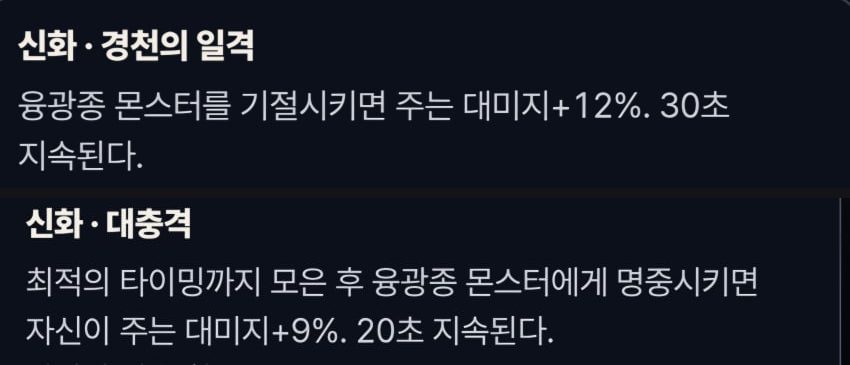 신화 · 경천의 일격
융광종 몬스터를 기절시키면 주는 대미지+12%. 30초
지속된다.
신화 · 대충격
최적의 타이밍까지 모은 후 융광종 몬스터에게 명중시키면
자신이 주는 대미지+9%. 20초 지속된다.